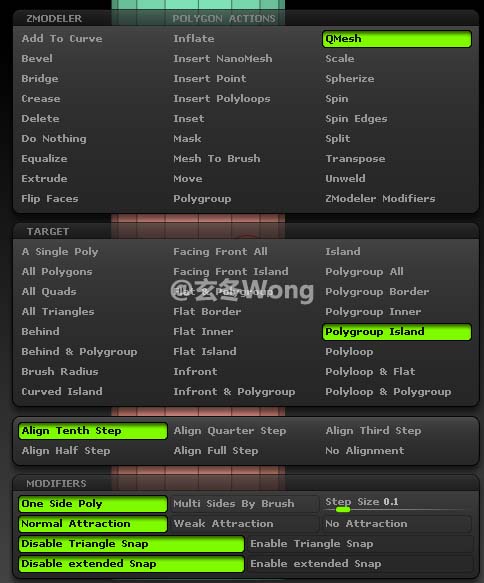 ZMODELER POLYGON ACTIONS
Add To Curve Inflate QMesh
Bevel Insert NanoMesh Scale
Bridge Insert Point Spherize
Crease Insert Polyloops Spin
Delete Inset Spin Edges
Do Nothing Mask Split
Equalize Mesh To Brush Transpose
Extrude Move Unweld
Flip Faces Polygroup ZModeler Modifiers
TARGET
A Single Poly Facing Front All Island
All Polygons Facing Front Island Polygroup All
All Quads Flat & Polygroup Polygroup Border
@玄冬Wong
All Triangles Flat Border Polygroup Inner
Behind Flat Inner Polygroup Island
Behind & Polygroup Flat Island Polyloop
Brush Radius Infront Polyloop & Flat
Curved Island Infront & Polygroup Polyloop & Polygroup
Align Tenth Step Align Quarter Step Align Third Step
Align Half Step Align Full Step No Alignment
MODIFIERS
One Side Poly Multi Sides By Brush Step Size 0.1
Normal Attraction Weak Attraction No Attraction
Disable Triangle Snap Enable Triangle Snap
Disable extended Snap Enable extended Snap